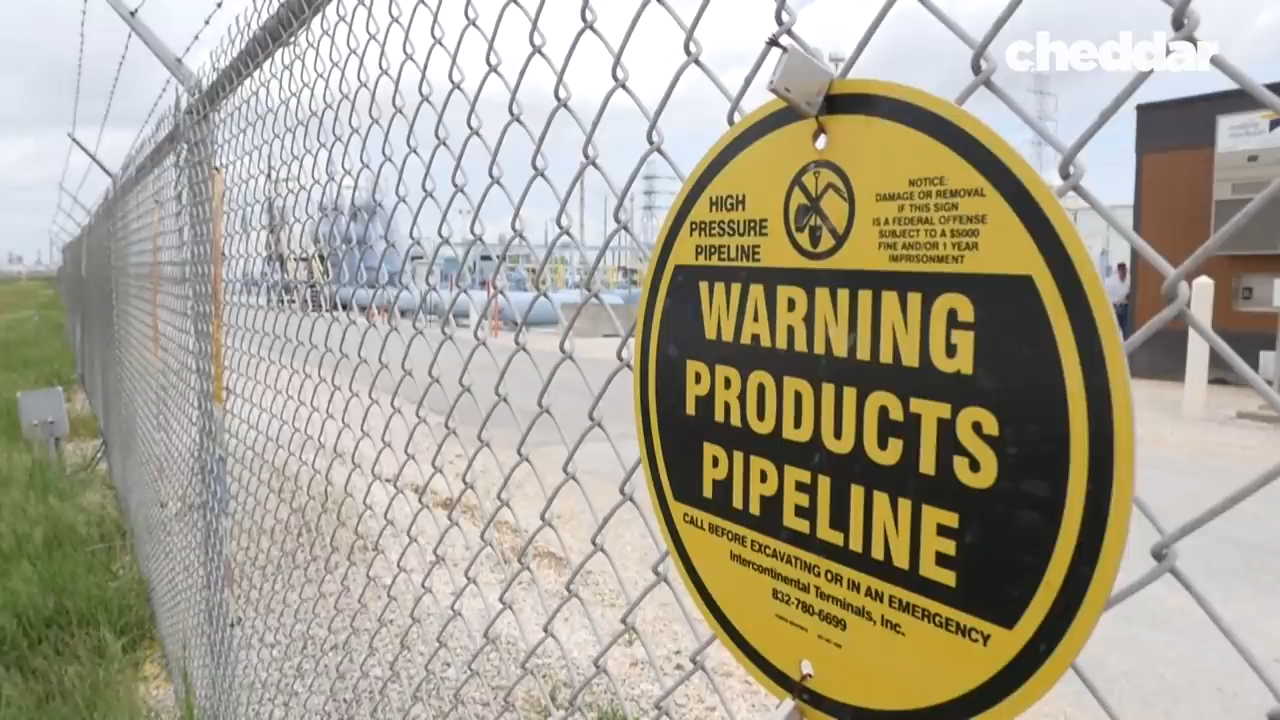 cheddar
HIGH
PRESSURE
PIPELINE
NOTICE:
DAMAGE OR REMOVAL
IF THIS SIGN
IS A FEDERAL OFFENSE
SUBJECT TO A $5000
FINE AND/OR 1 YEAR
IMPRISONMENT
WARNING
PRODUCTS
PIPELINE
CALL BEFORE EXCAVATING OR IN AN EMERGENCY
Intercontinental Terminals, Inc.
832-780-6699